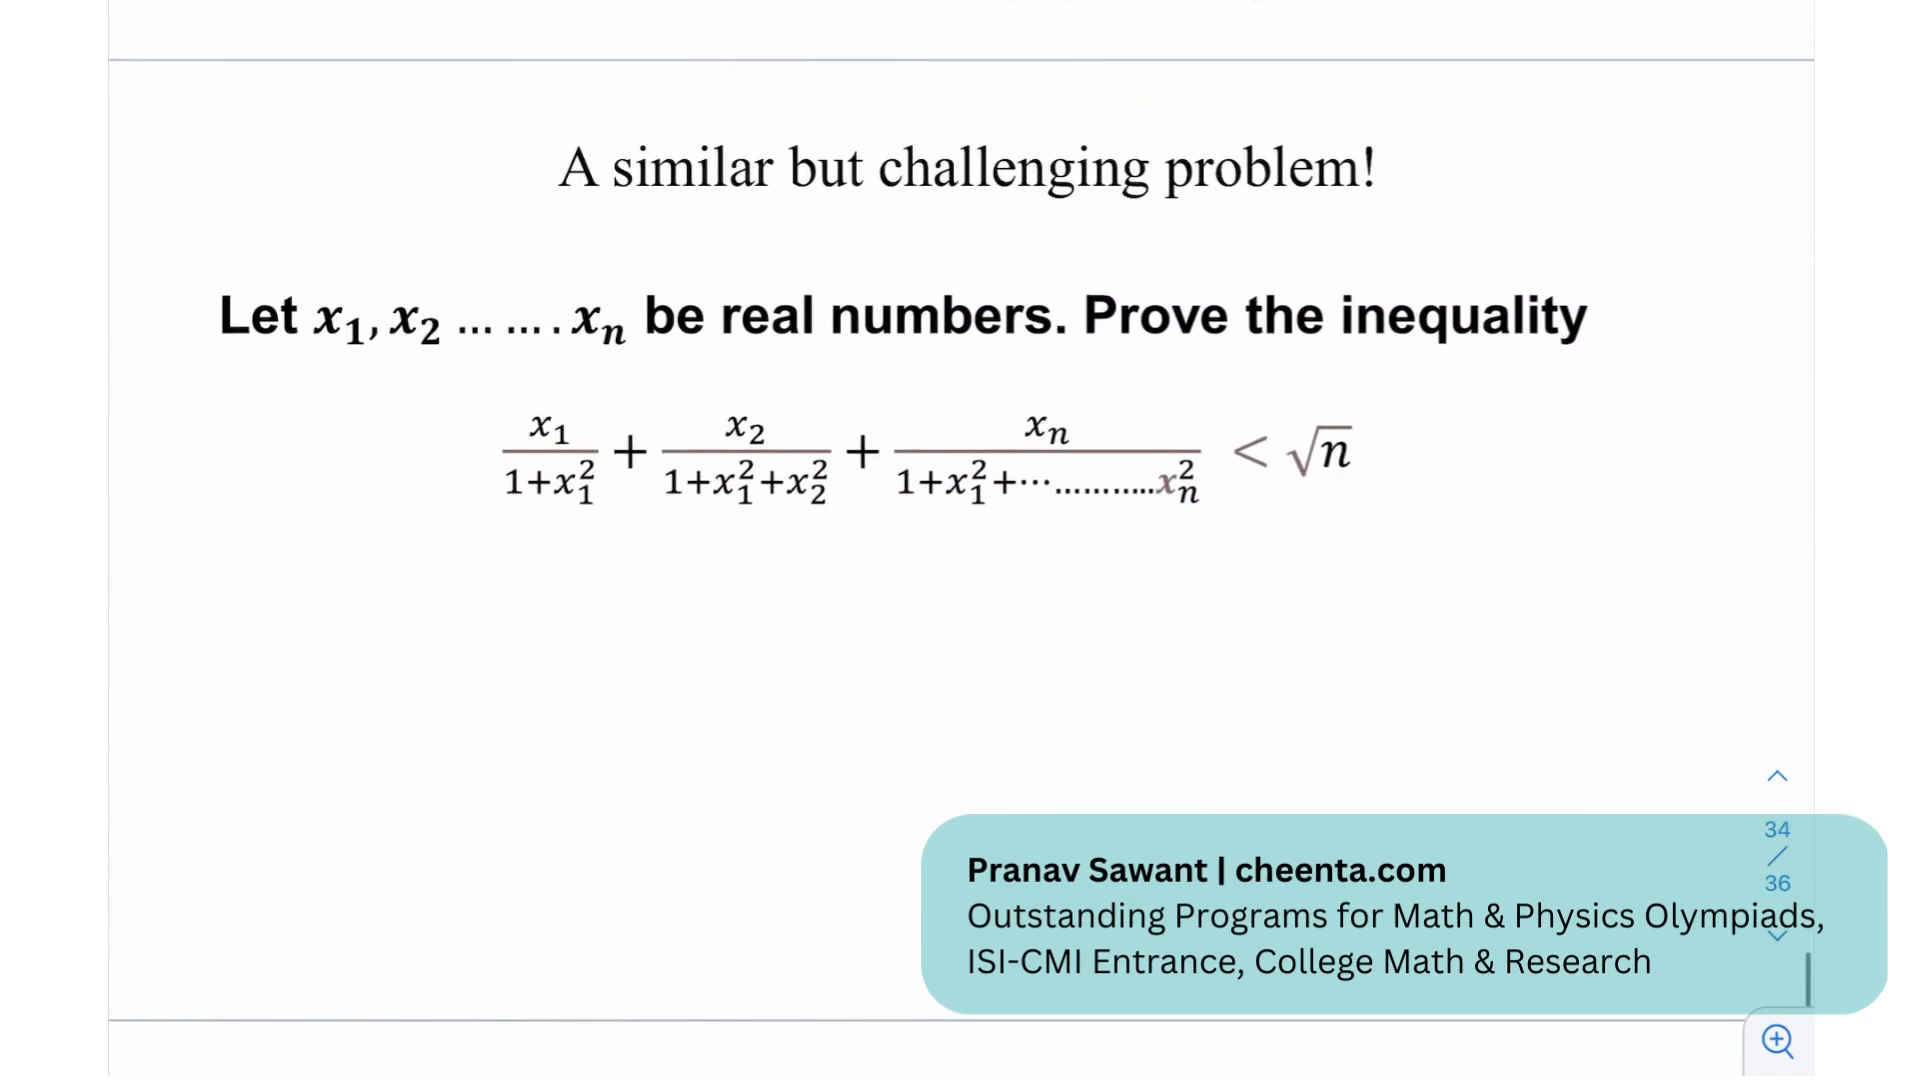 A similar but challenging problem!
Let x₁, x₂ … … . xₙ be real numbers. Prove the inequality
x₁/(1+x₁²) + x₂/(1+x₁²+x₂²) + xₙ/(1+x₁²+⋯...........xₙ²) < √n
34
/
36
Pranav Sawant | cheenta.com
Outstanding Programs for Math & Physics Olympiads,
ISI-CMI Entrance, College Math & Research